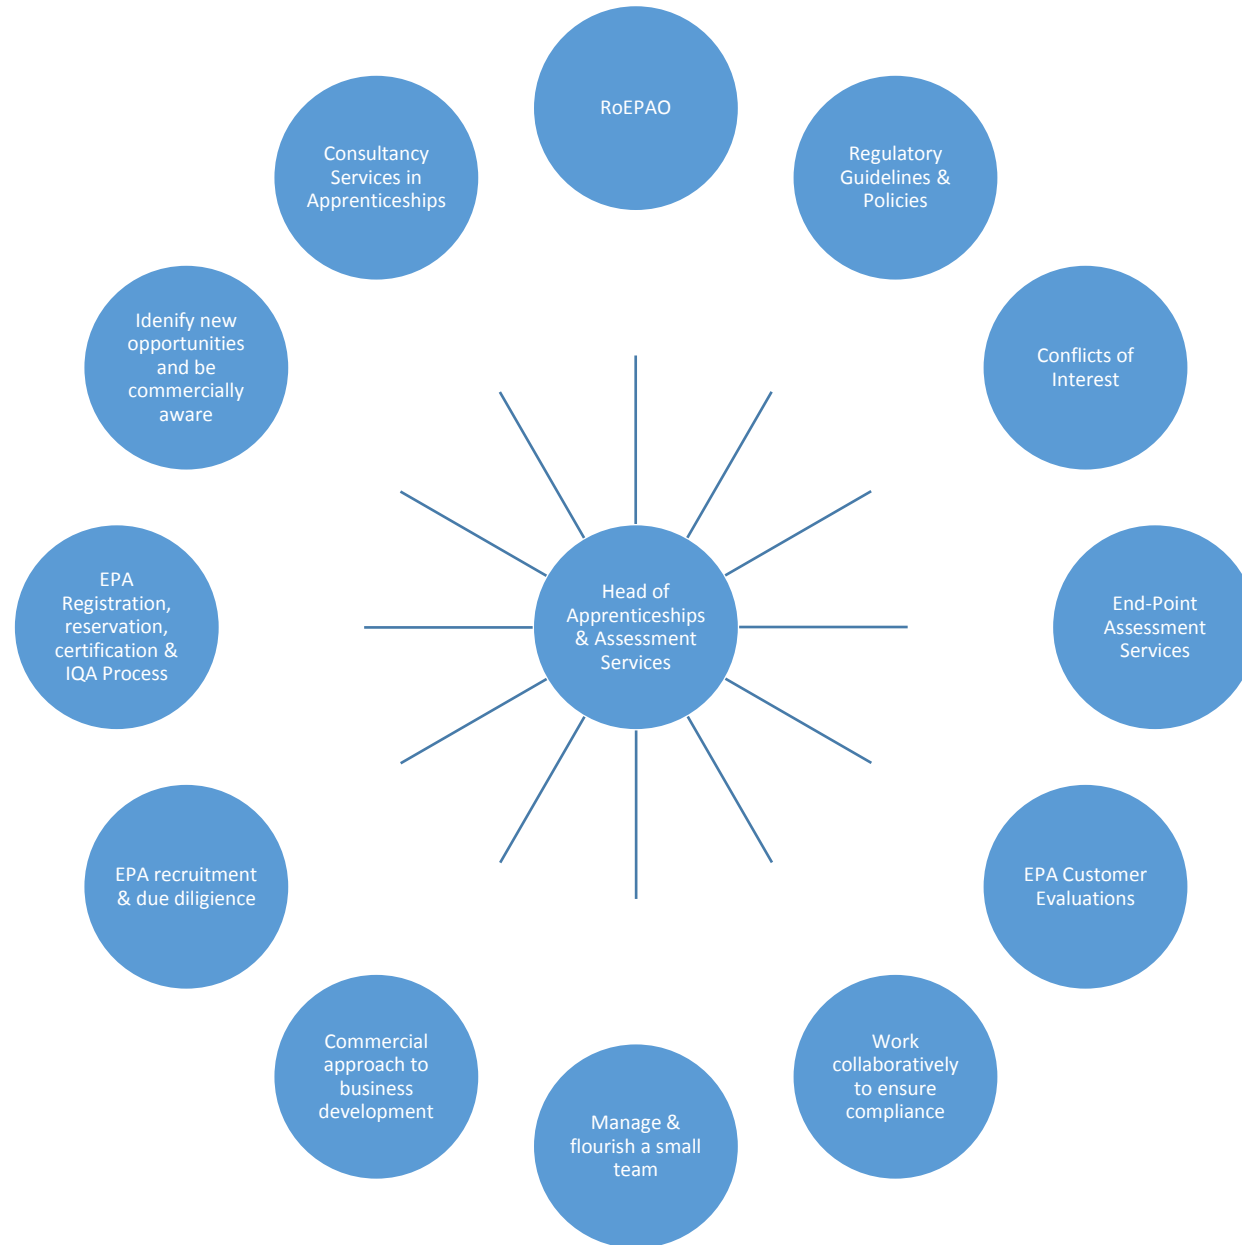 RoEPAO
Regulatory
Guidelines &
Policies
Conflicts of
Interest
End-Point
Assessment
Services
EPA Customer
Evaluations
Work
collaboratively
to ensure
compliance
Manage &
flourish a small
team
Commercial
approach to
business
development
EPA recruitment
& due diligience
EPA
Registration,
reservation,
certification &
IQA Process
Idenify new
opportunities
and be
commercially
aware
Consultancy
Services in
Apprenticeships
Head of
Apprenticeships
& Assessment
Services